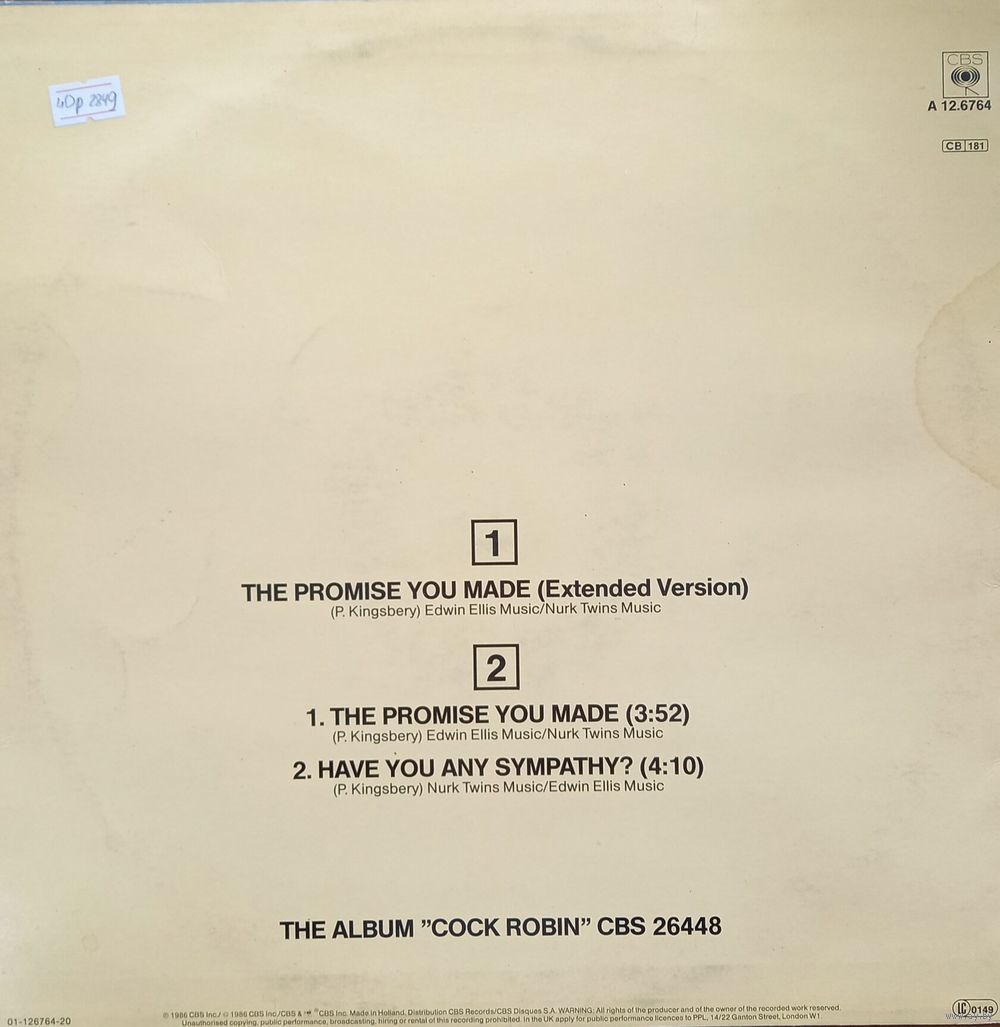 40p 2849
CBS
A 12.6764
CB 181
1
THE PROMISE YOU MADE (Extended Version)
(P. Kingsbery) Edwin Ellis Music/Nurk Twins Music
2
1. THE PROMISE YOU MADE (3:52)
(P. Kingsbery) Edwin Ellis Music/Nurk Twins Music
2. HAVE YOU ANY SYMPATHY? (4:10)
(P. Kingsbery) Nurk Twins Music/Edwin Ellis Music
THE ALBUM ”COCK ROBIN” CBS 26448
℗ 1986 CBS Inc./ © 1986 CBS Inc/CBS & ® CBS Inc. Made in Holland. Distribution CBS Records/CBS Disques S.A. WARNING: All rights of the producer and of the owner of the recorded work reserved.
Unauthorised copying, public performance, broadcasting, hiring or rental of this recording prohibited. In the UK apply for public performance licences to PPL, 14/22 Ganton Street, London W1.
01-126764-20
LC 0149